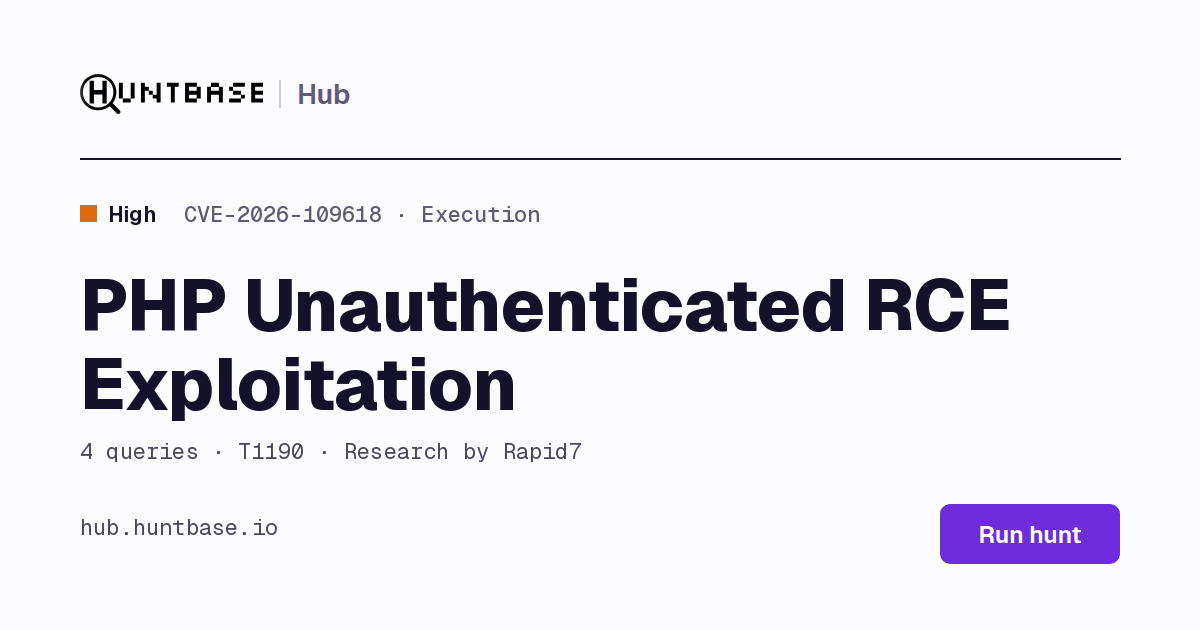 HUNTBASE Hub
High CVE-2026-109618 · Execution
PHP Unauthenticated RCE
Exploitation
4 queries · T1190 · Research by Rapid7
hub.huntbase.io
Run hunt